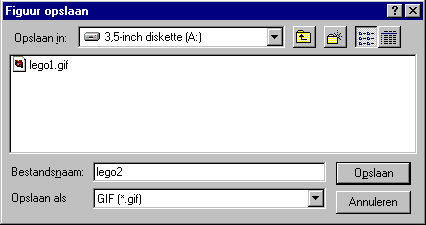 Figuur opslaan
Opslaan in: 3,5-inch diskette (A:)
lego1.gif
Bestandsnaam: lego2 Opslaan
Opslaan als GIF (*.gif)
Annuleren